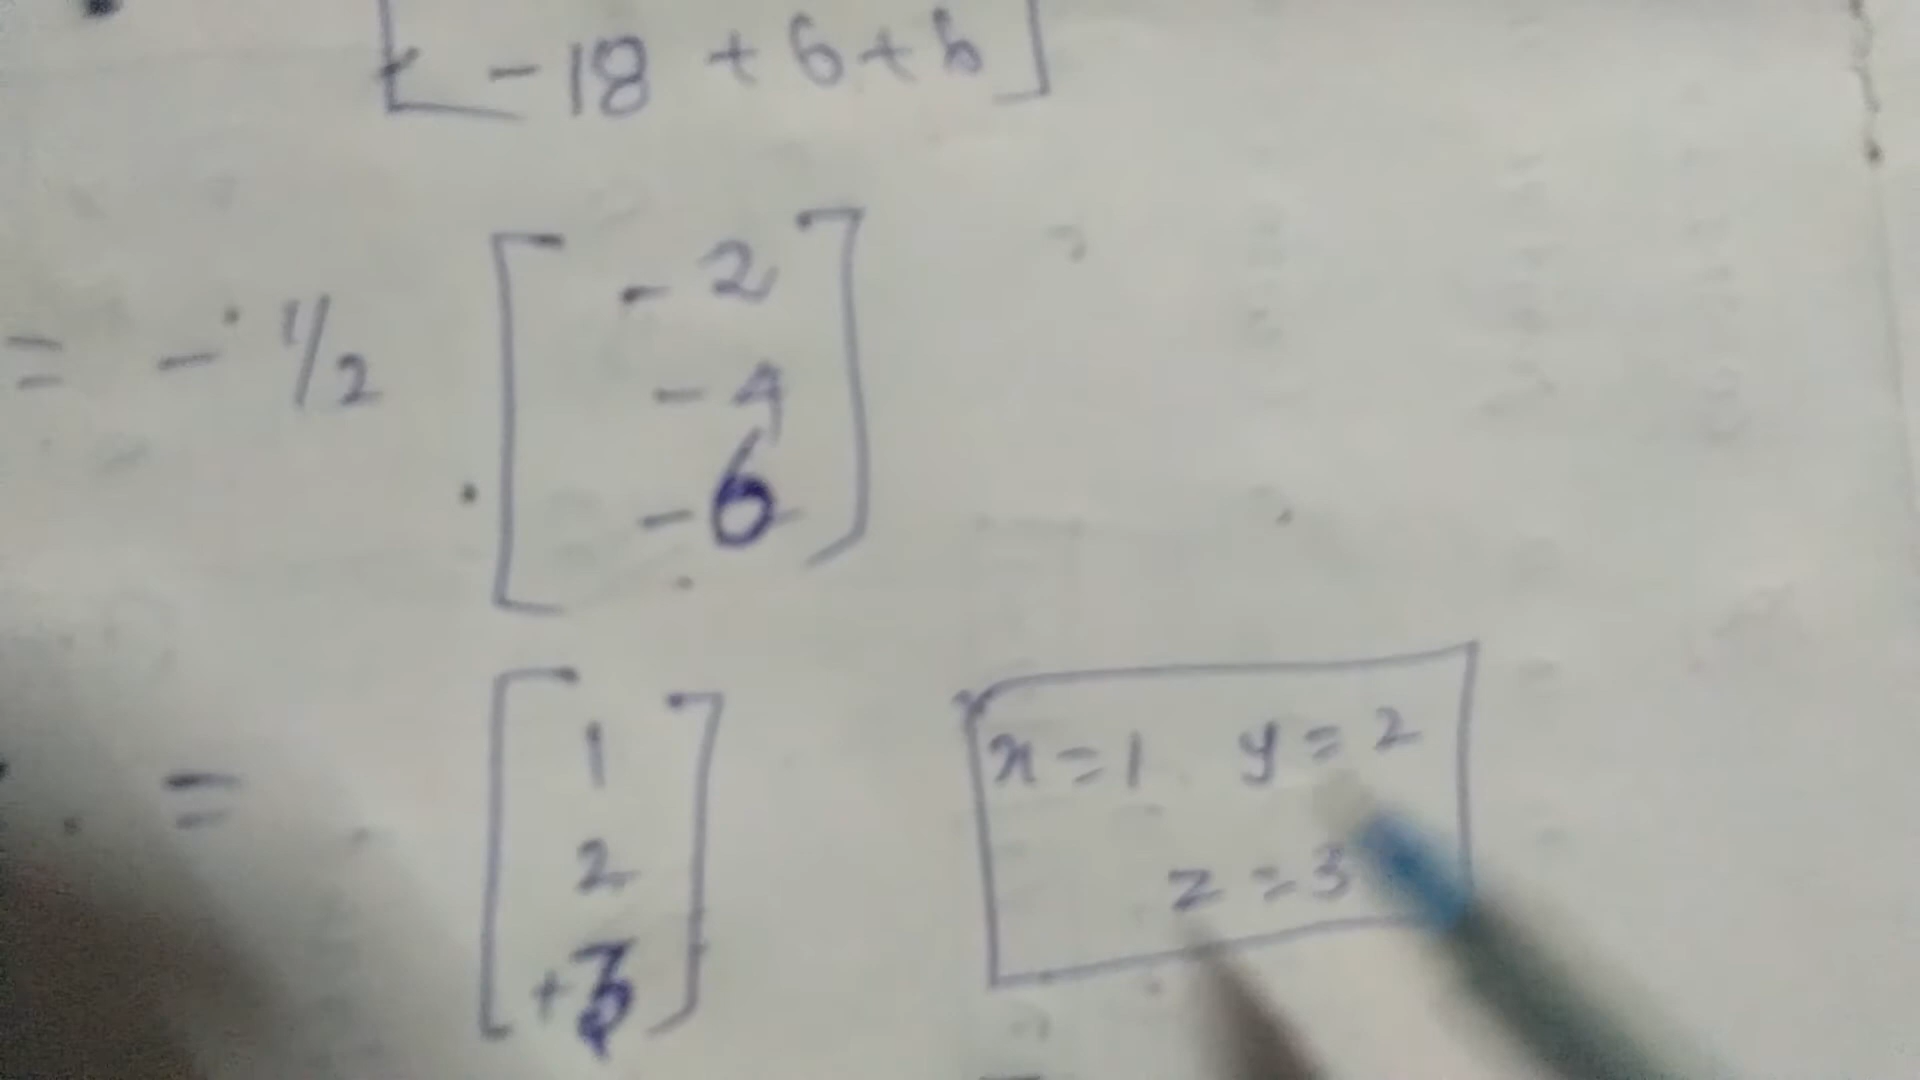 -18 + 6 + 6
= - 1/2 [ -2
-4
-6 ]
= [ 1
2
+3 ]
x = 1 y = 2
z = 3